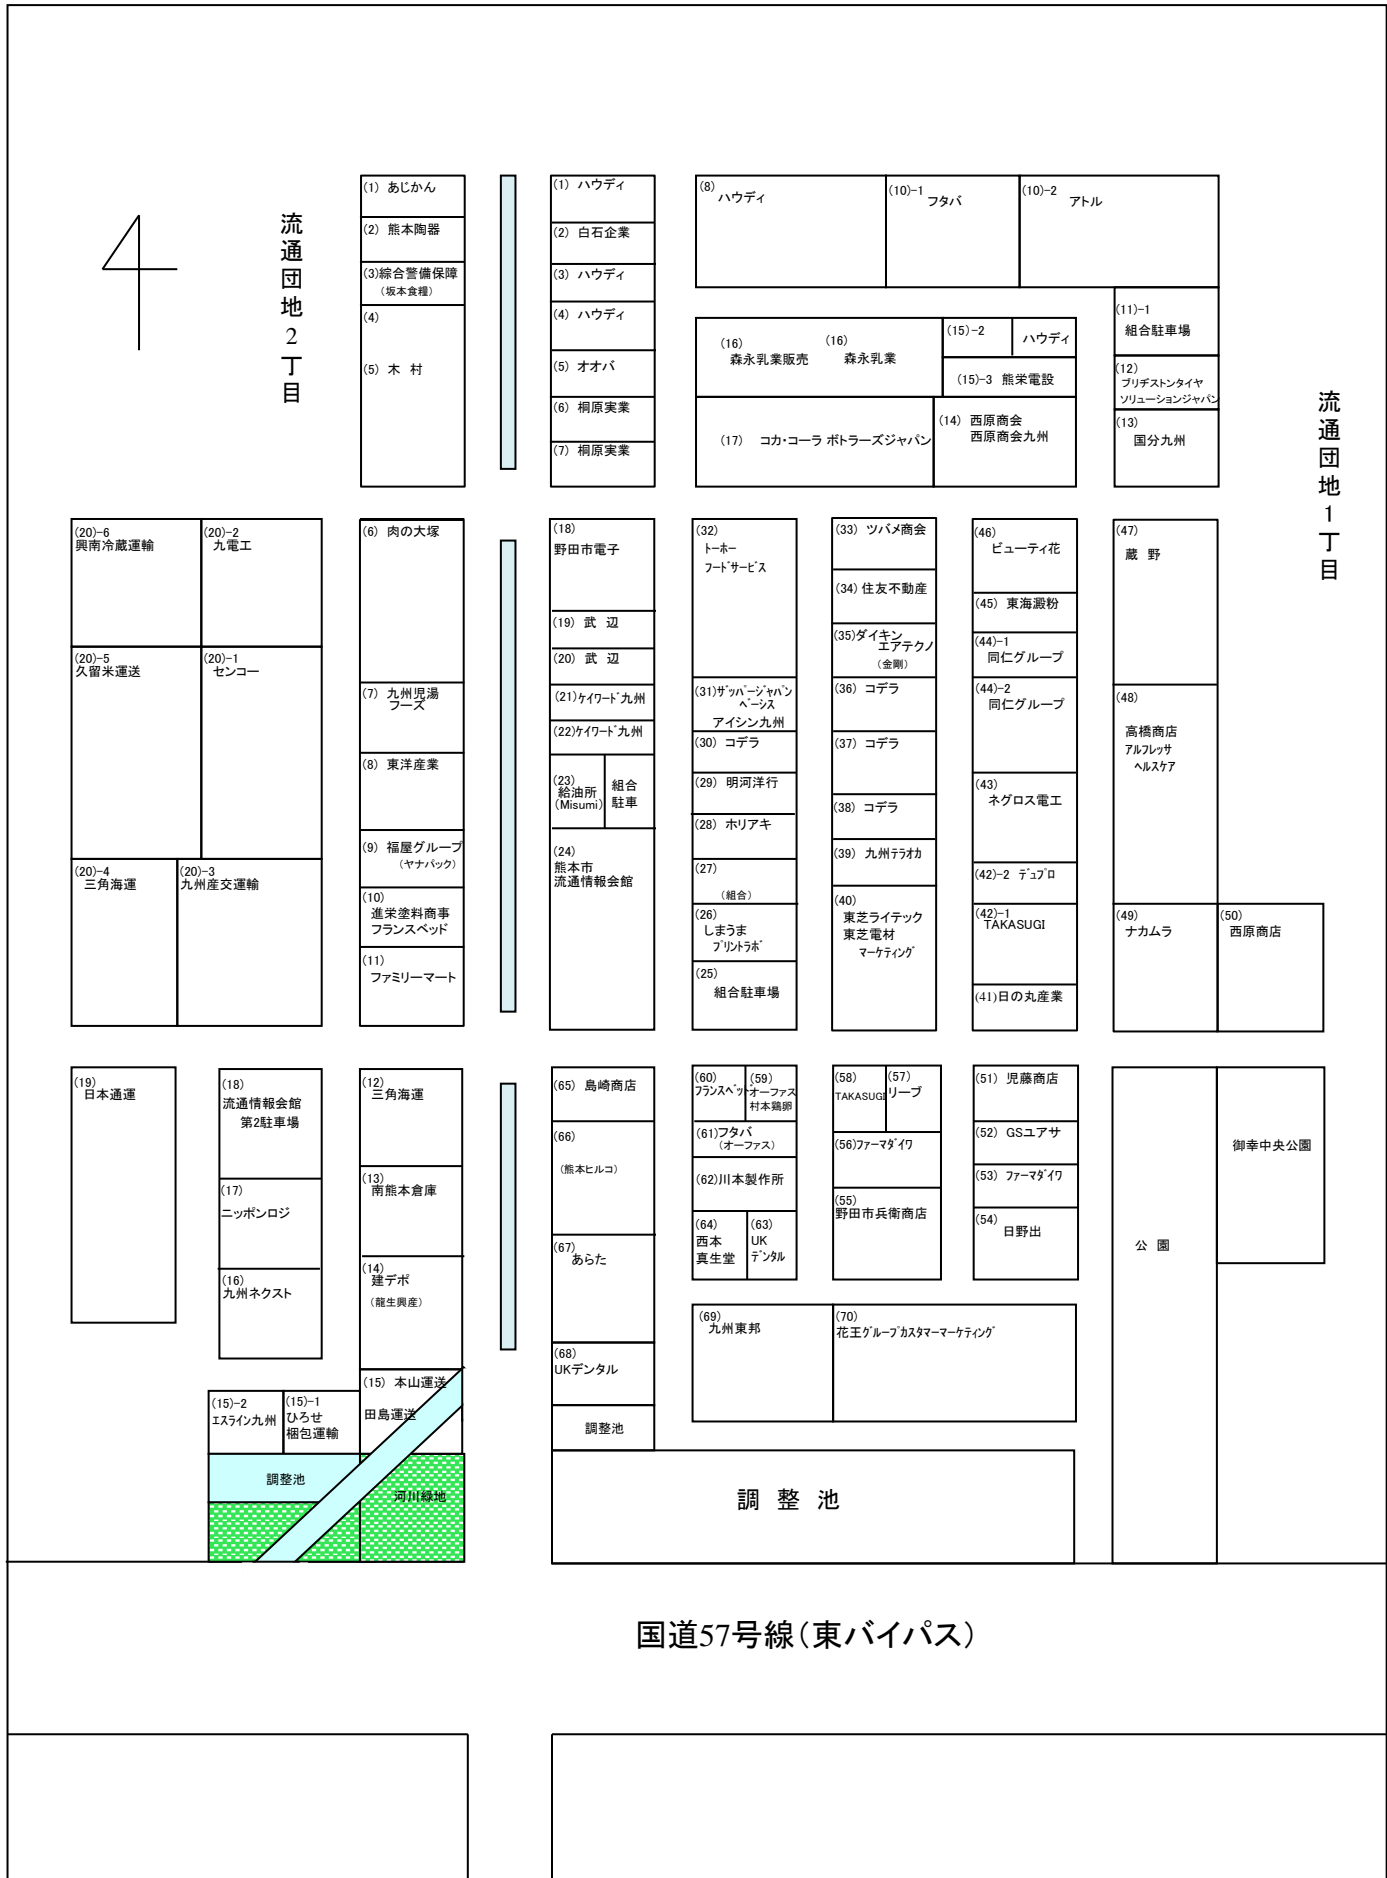 流通団地2丁目
(1) あじかん
(2) 熊本陶器
(3)綜合警備保障
(坂本食糧)
(4)
(5) 木 村
(1) ハウディ
(2) 白石企業
(3) ハウディ
(4) ハウディ
(5) オオバ
(6) 桐原実業
(7) 桐原実業
(8)
ハウディ
(10)-1
フタバ
(10)-2
アトル
(11)-1
組合駐車場
(12)
ブリヂストンタイヤ
ソリューションジャパン
(13)
国分九州
(16)
森永乳業販売
(16)
森永乳業
(15)-2
ハウディ
(15)-3 熊栄電設
(17) コカ・コーラ ボトラーズジャパン
(14) 西原商会
西原商会九州
流通団地1丁目
(20)-6
興南冷蔵運輸
(20)-2
九電工
(20)-5
久留米運送
(20)-1
センコー
(20)-4
三角海運
(20)-3
九州産交運輸
(6) 肉の大塚
(7) 九州児湯
フーズ
(8) 東洋産業
(9) 福屋グループ
(ヤナパック)
(10)
進栄塗料商事
フランスベッド
(11)
ファミリーマート
(18)
野田市電子
(19) 武 辺
(20) 武 辺
(21)ケイワード九州
(22)ケイワード九州
(23)
給油所
(Misumi)
組合
駐車
(24)
熊本市
流通情報会館
(32)
トーホー
フードサービス
(31)ザッパージャパン
ベーシス
アイシン九州
(30) コデラ
(29) 明河洋行
(28) ホリアキ
(27)
(組合)
(26)
しまうま
プリントラボ
(25)
組合駐車場
(33) ツバメ商会
(34) 住友不動産
(35)ダイキン
エアテクノ
(金剛)
(36) コデラ
(37) コデラ
(38) コデラ
(39) 九州テラオカ
(40)
東芝ライテック
東芝電材
マーケティング
(46)
ビューティ花
(45) 東海澱粉
(44)-1
同仁グループ
(44)-2
同仁グループ
(43)
ネグロス電工
(42)-2 デュプロ
(42)-1
TAKASUGI
(41)日の丸産業
(47)
蔵 野
(48)
高橋商店
アルフレッサ
ヘルスケア
(49)
ナカムラ
(50)
西原商店
(19)
日本通運
(18)
流通情報会館
第2駐車場
(17)
ニッポンロジ
(16)
九州ネクスト
(12)
三角海運
(13)
南熊本倉庫
(14)
建デポ
(龍生興産)
(15) 本山運送
田島運送
(15)-2
エスライン九州
(15)-1
ひろせ
梱包運輸
調整池
河川緑地
(65) 島崎商店
(66)
(熊本ヒルコ)
(67)
あらた
(68)
UKデンタル
調整池
(60)
フランスベット
(59)
オーファス
村本鶏卵
(61)フタバ
(オーファス)
(62)川本製作所
(64)
西本
真生堂
(63)
UK
デンタル
(58)
TAKASUGI
(57)
リーブ
(56)ファーマダイワ
(55)
野田市兵衛商店
(51) 児藤商店
(52) GSユアサ
(53) ファーマダイワ
(54)
日野出
(69)
九州東邦
(70)
花王グループカスタマーマーケティング
公 園
御幸中央公園
調 整 池
国道57号線(東バイパス)